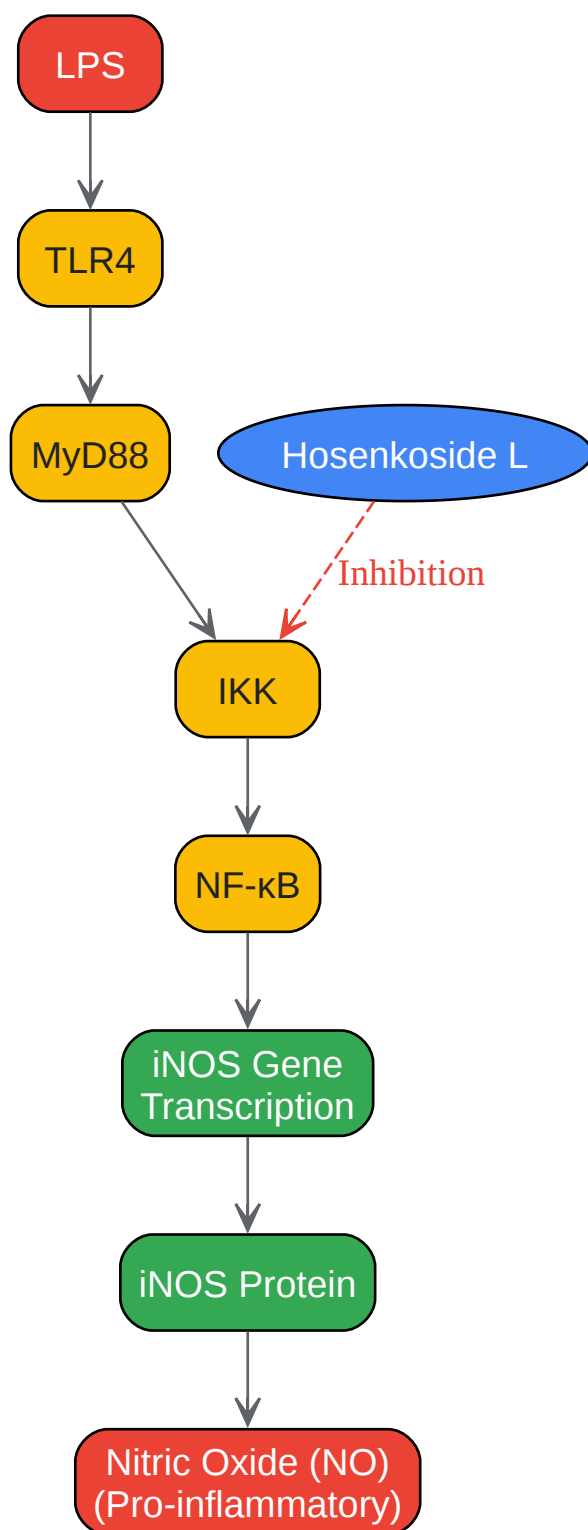 LPS
TLR4
MyD88
Hosenkoside L
Inhibition
IKK
NF-κB
iNOS Gene
Transcription
iNOS Protein
Nitric Oxide (NO)
(Pro-inflammatory)